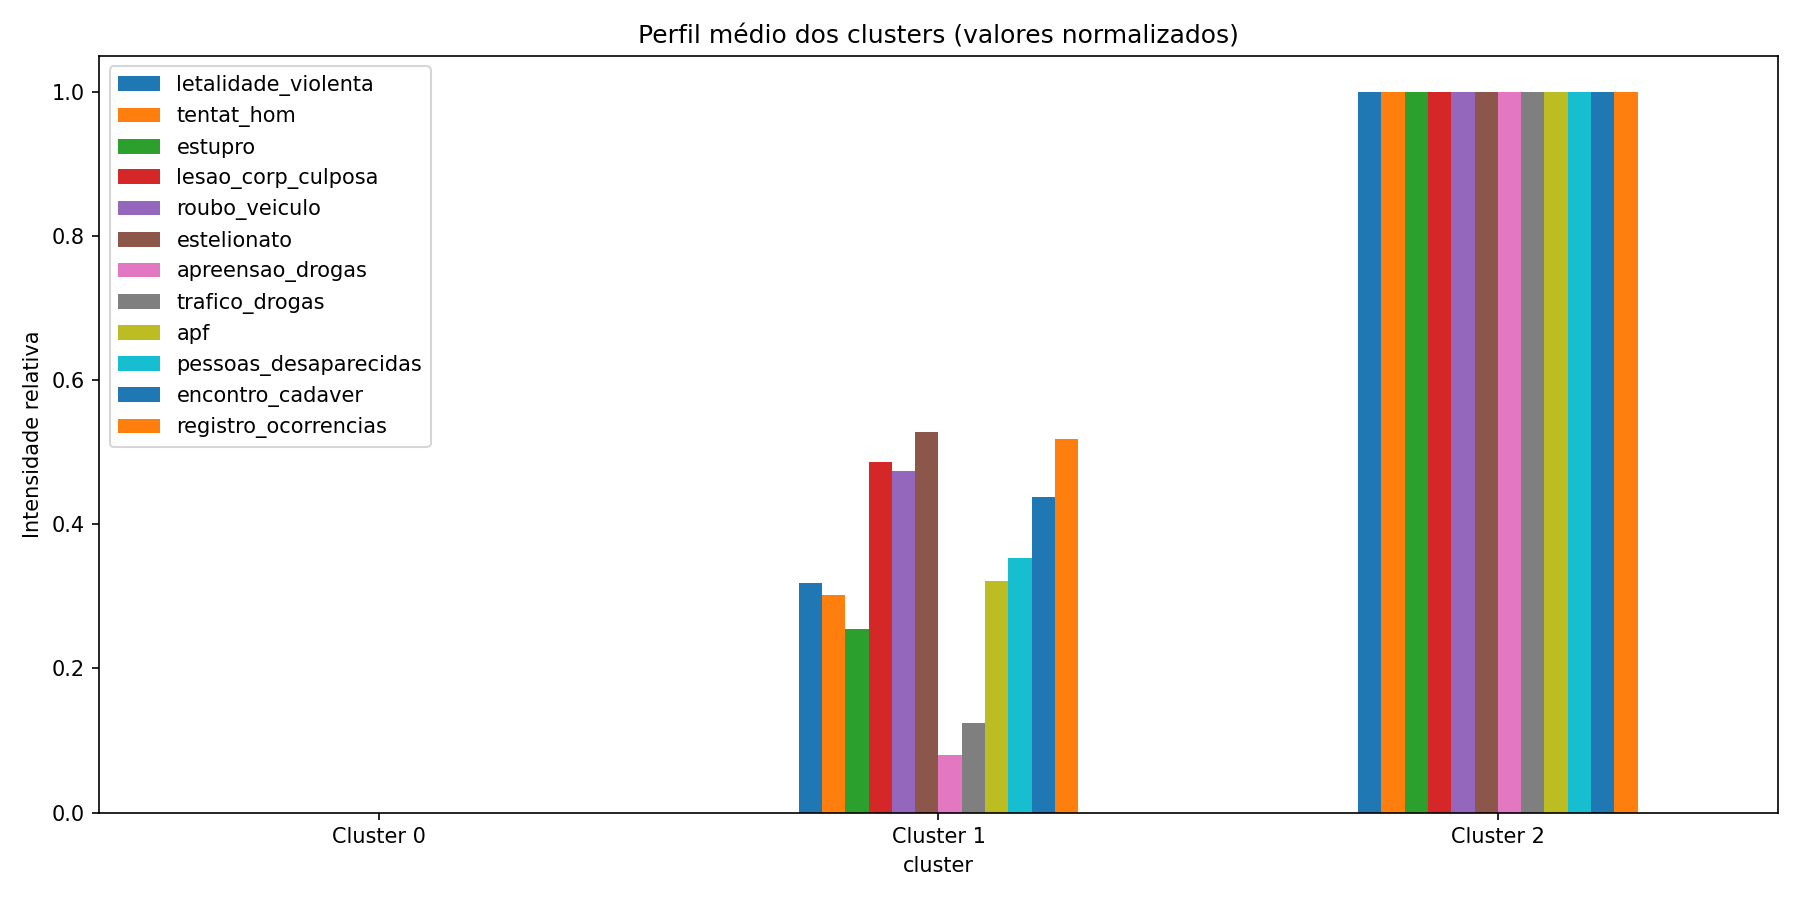 Perfil médio dos clusters (valores normalizados)
letalidade_violenta
tentat_hom
estupro
lesao_corp_culposa
roubo_veiculo
estelionato
apreensao_drogas
trafico_drogas
apf
pessoas_desaparecidas
encontro_cadaver
registro_ocorrencias
Intensidade relativa
1.0
0.8
0.6
0.4
0.2
0.0
Cluster 0
Cluster 1
Cluster 2
cluster